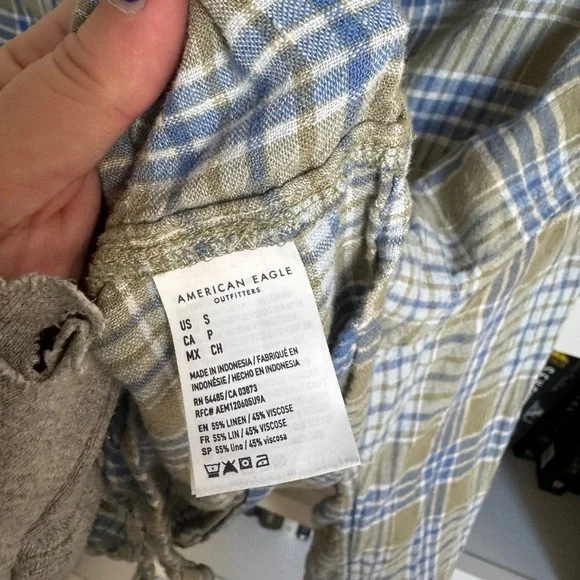 AMERICAN EAGLE
OUTFITTERS
US S
CA P
MX CH
MADE IN INDONESIA / FABRIQUÉ EN
INDONÉSIE / HECHO EN INDONESIA
RN 54485 / CA 03873
RFC# AEM120605U9A
EN 55% LINEN / 45% VISCOSE
FR 55% LIN / 45% VISCOSE
SP 55% lino / 45% viscosa